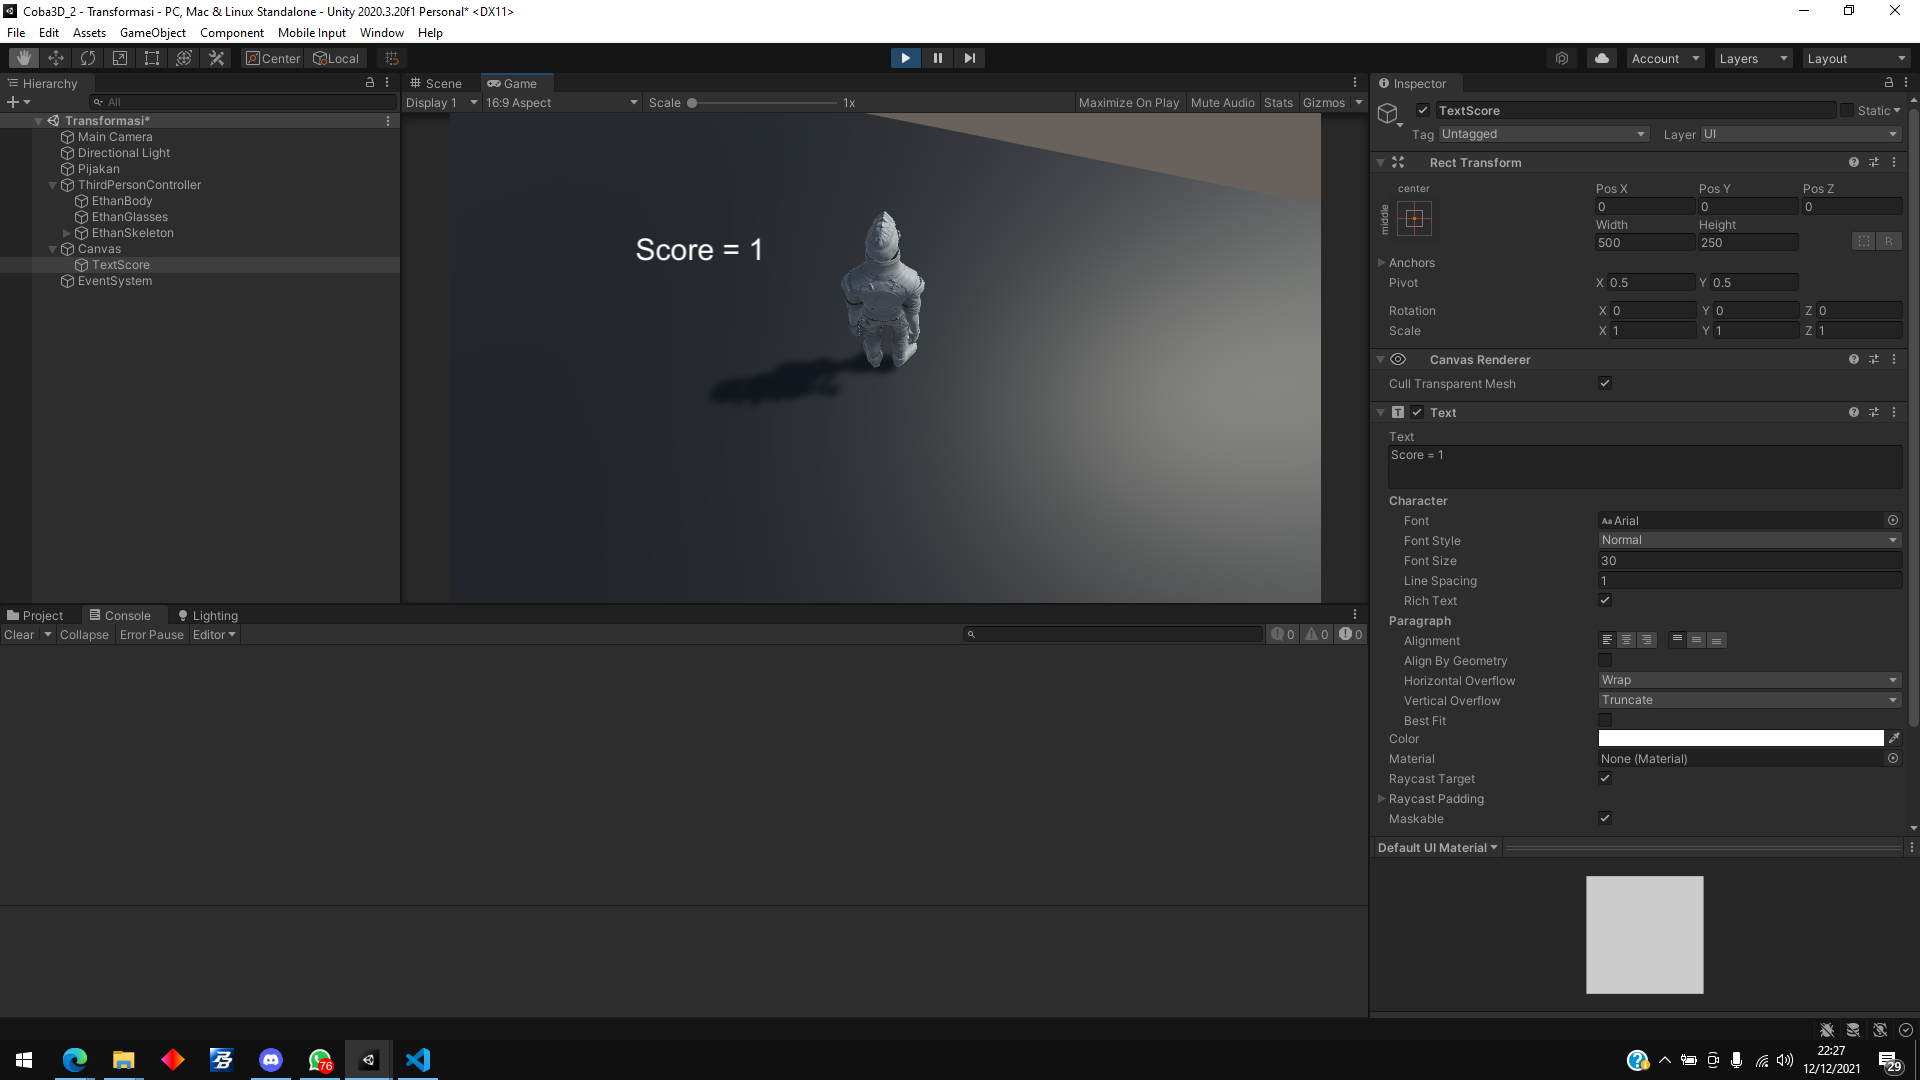 Coba3D_2 - Transformasi - PC, Mac & Linux Standalone - Unity 2020.3.20f1 Personal* <DX11>
File Edit Assets GameObject Component Mobile Input Window Help
Center Local Account Layers Layout
Hierarchy
All
Transformasi*
Main Camera
Directional Light
Pijakan
ThirdPersonController
EthanBody
EthanGlasses
EthanSkeleton
Canvas
TextScore
EventSystem
Scene Game
Display 1 16:9 Aspect Scale 1x Maximize On Play Mute Audio Stats Gizmos
Score = 1
Project Console Lighting
Clear Collapse Error Pause Editor 0 0 0
Inspector
TextScore Static
Tag Untagged Layer UI
Rect Transform
center
middle
Pos X Pos Y Pos Z
0 0 0
Width Height
500 250
R
Anchors
Pivot X 0.5 Y 0.5
Rotation X 0 Y 0 Z 0
Scale X 1 Y 1 Z 1
Canvas Renderer
Cull Transparent Mesh
Text
Text
Score = 1
Character
Font Aa Arial
Font Style Normal
Font Size 30
Line Spacing 1
Rich Text
Paragraph
Alignment
Align By Geometry
Horizontal Overflow Wrap
Vertical Overflow Truncate
Best Fit
Color
Material None (Material)
Raycast Target
Raycast Padding
Maskable
Default UI Material
76
22:27
12/12/2021
29